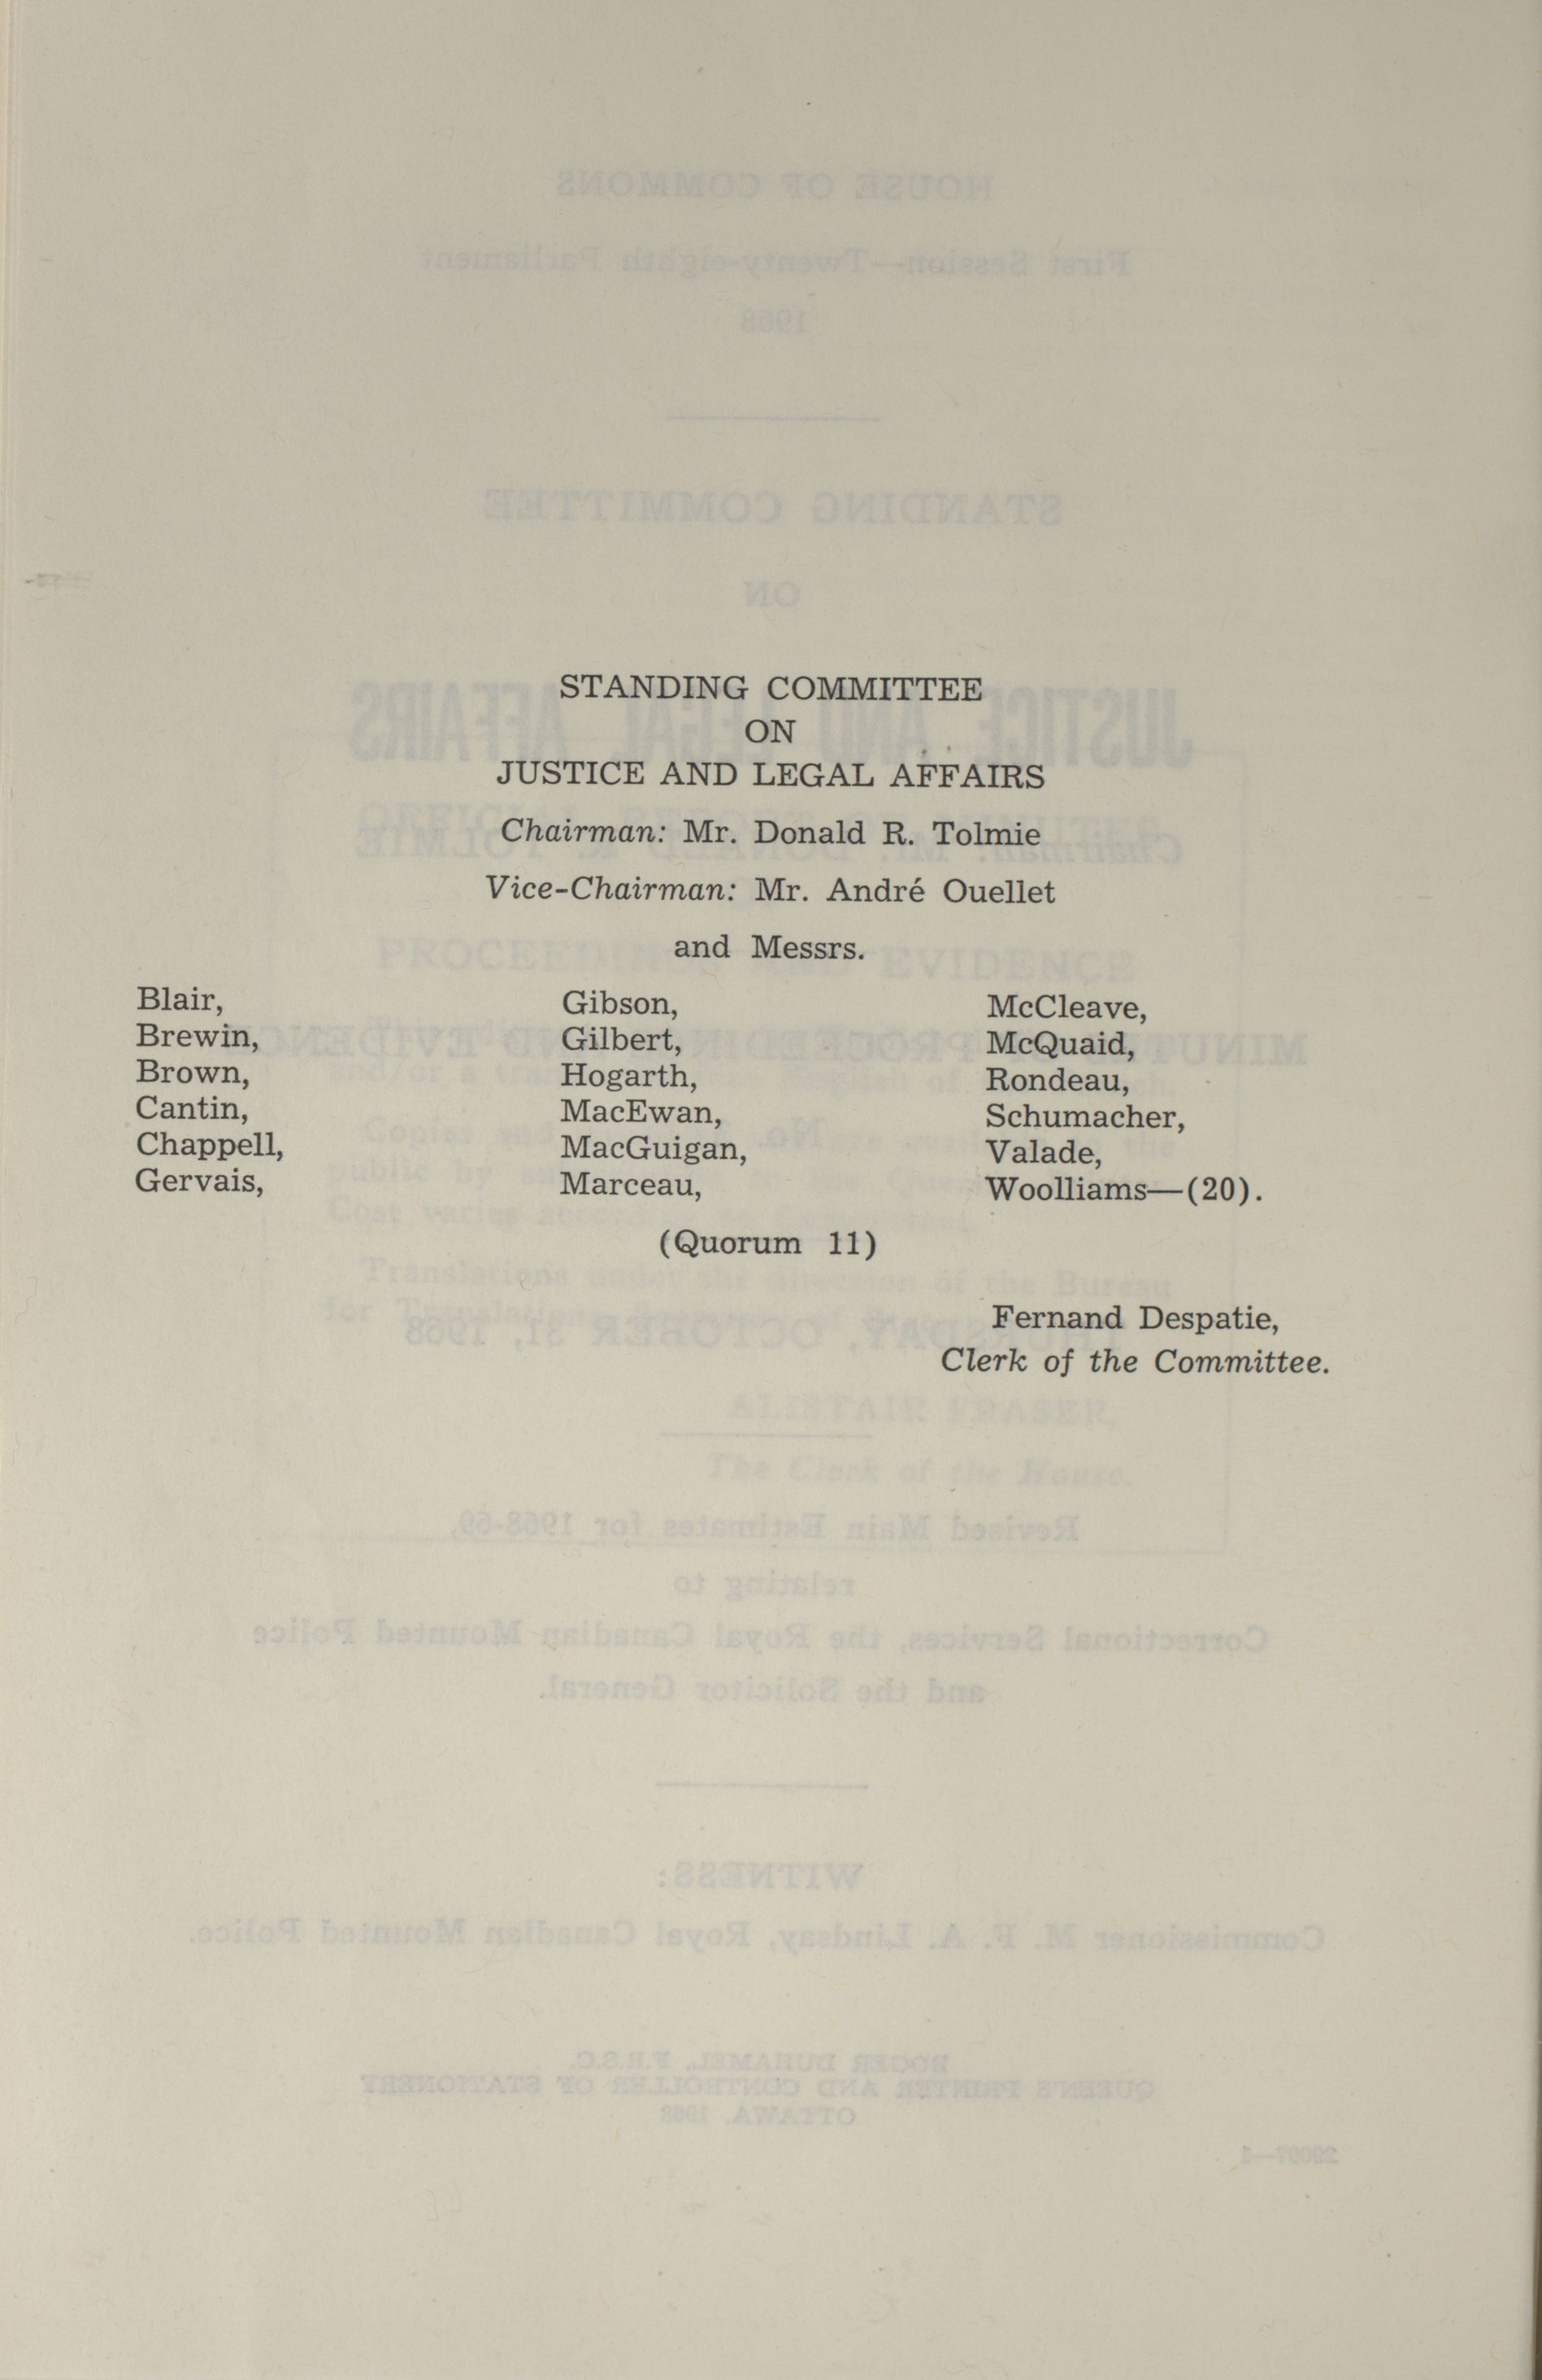 STANDING COMMITTEE
ON
JUSTICE AND LEGAL AFFAIRS
Chairman: Mr. Donald R. Tolmie
Vice-Chairman: Mr. André Ouellet
and Messrs.
Blair,
Brewin,
Brown,
Cantin,
Chappell,
Gervais,
Gibson,
Gilbert,
Hogarth,
MacEwan,
MacGuigan,
Marceau,
McCleave,
McQuaid,
Rondeau,
Schumacher,
Valade,
Woolliams—(20).
(Quorum 11)
Fernand Despatie,
Clerk of the Committee.